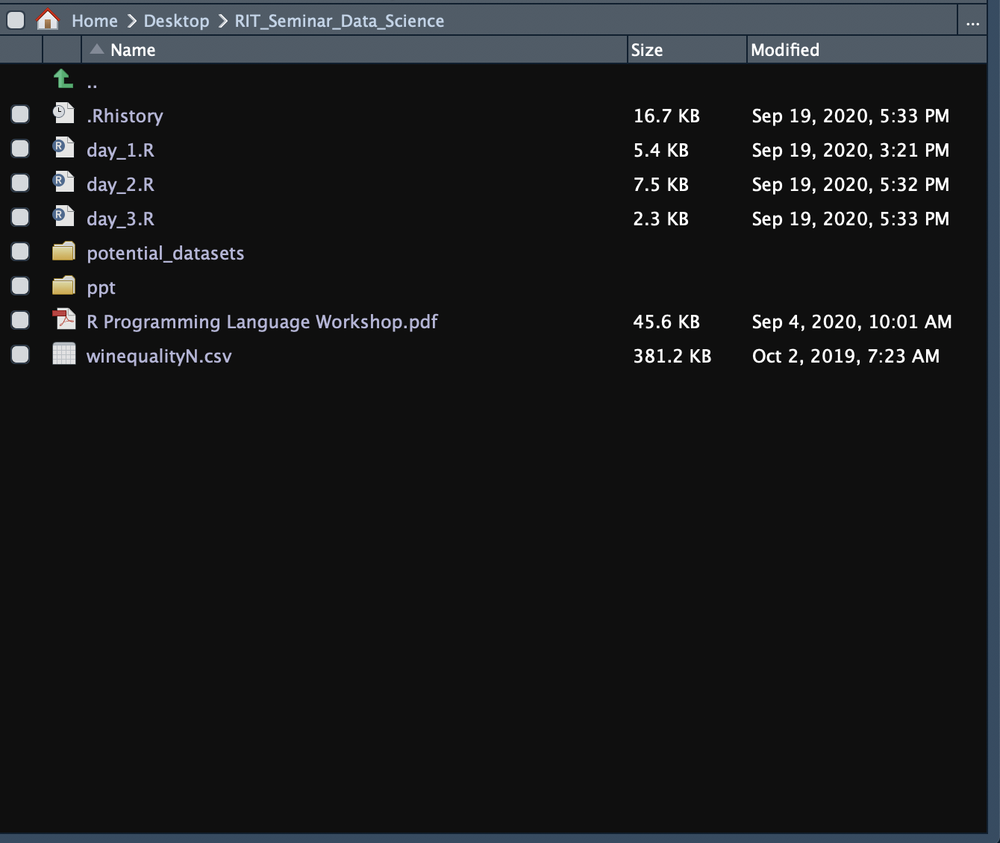 Home > Desktop > RIT_Seminar_Data_Science ...
Name Size Modified
..
.Rhistory 16.7 KB Sep 19, 2020, 5:33 PM
day_1.R 5.4 KB Sep 19, 2020, 3:21 PM
day_2.R 7.5 KB Sep 19, 2020, 5:32 PM
day_3.R 2.3 KB Sep 19, 2020, 5:33 PM
potential_datasets
ppt
R Programming Language Workshop.pdf 45.6 KB Sep 4, 2020, 10:01 AM
winequalityN.csv 381.2 KB Oct 2, 2019, 7:23 AM